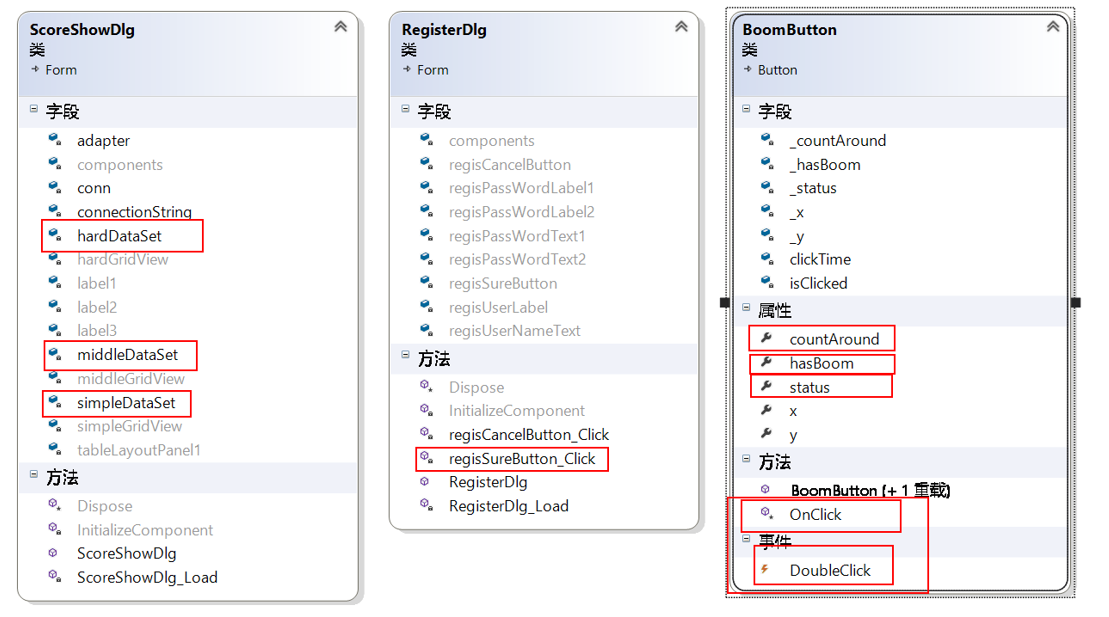 ScoreShowDlg
类
Form
字段
adapter
components
conn
connectionString
hardDataSet
hardGridView
label1
label2
label3
middleDataSet
middleGridView
simpleDataSet
simpleGridView
tableLayoutPanel1
方法
Dispose
InitializeComponent
ScoreShowDlg
ScoreShowDlg_Load
RegisterDlg
类
Form
字段
components
regisCancelButton
regisPassWordLabel1
regisPassWordLabel2
regisPassWordText1
regisPassWordText2
regisSureButton
regisUserLabel
regisUserNameText
方法
Dispose
InitializeComponent
regisCancelButton_Click
regisSureButton_Click
RegisterDlg
RegisterDlg_Load
BoomButton
类
Button
字段
_countAround
_hasBoom
_status
_x
_y
clickTime
isClicked
属性
countAround
hasBoom
status
x
y
方法
BoomButton (+ 1 重载)
OnClick
事件
DoubleClick